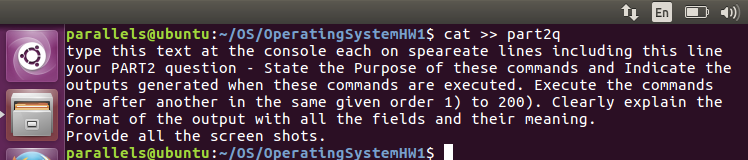 En
parallels@ubuntu:~/OS/OperatingSystemHW1$ cat >> part2q
type this text at the console each on speareate lines including this line
your PART2 question - State the Purpose of these commands and Indicate the
outputs generated when these commands are executed. Execute the commands
one after another in the same given order 1) to 200). Clearly explain the
format of the output with all the fields and their meaning.
Provide all the screen shots.
parallels@ubuntu:~/OS/OperatingSystemHW1$